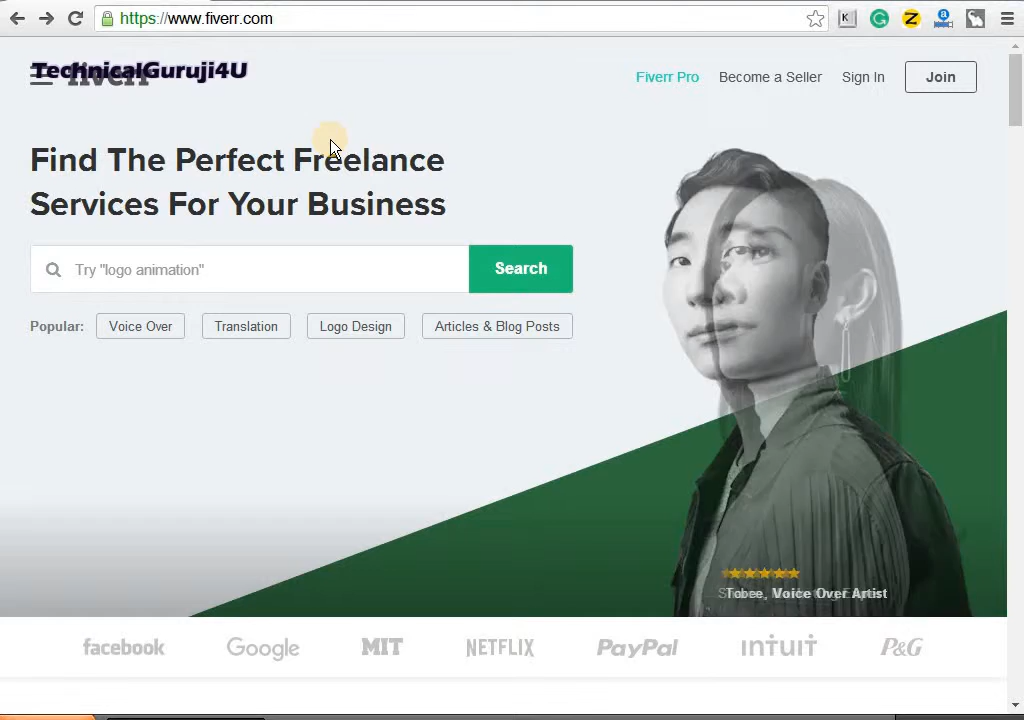 https://www.fiverr.com
K
G
Z
a
TechnicalGuruji4U
fiverr
Fiverr Pro
Become a Seller
Sign In
Join
Find The Perfect Freelance
Services For Your Business
Try "logo animation"
Search
Popular:
Voice Over
Translation
Logo Design
Articles & Blog Posts
Tobee, Voice Over Artist
facebook
Google
MIT
NETFLIX
PayPal
intuit
P&G